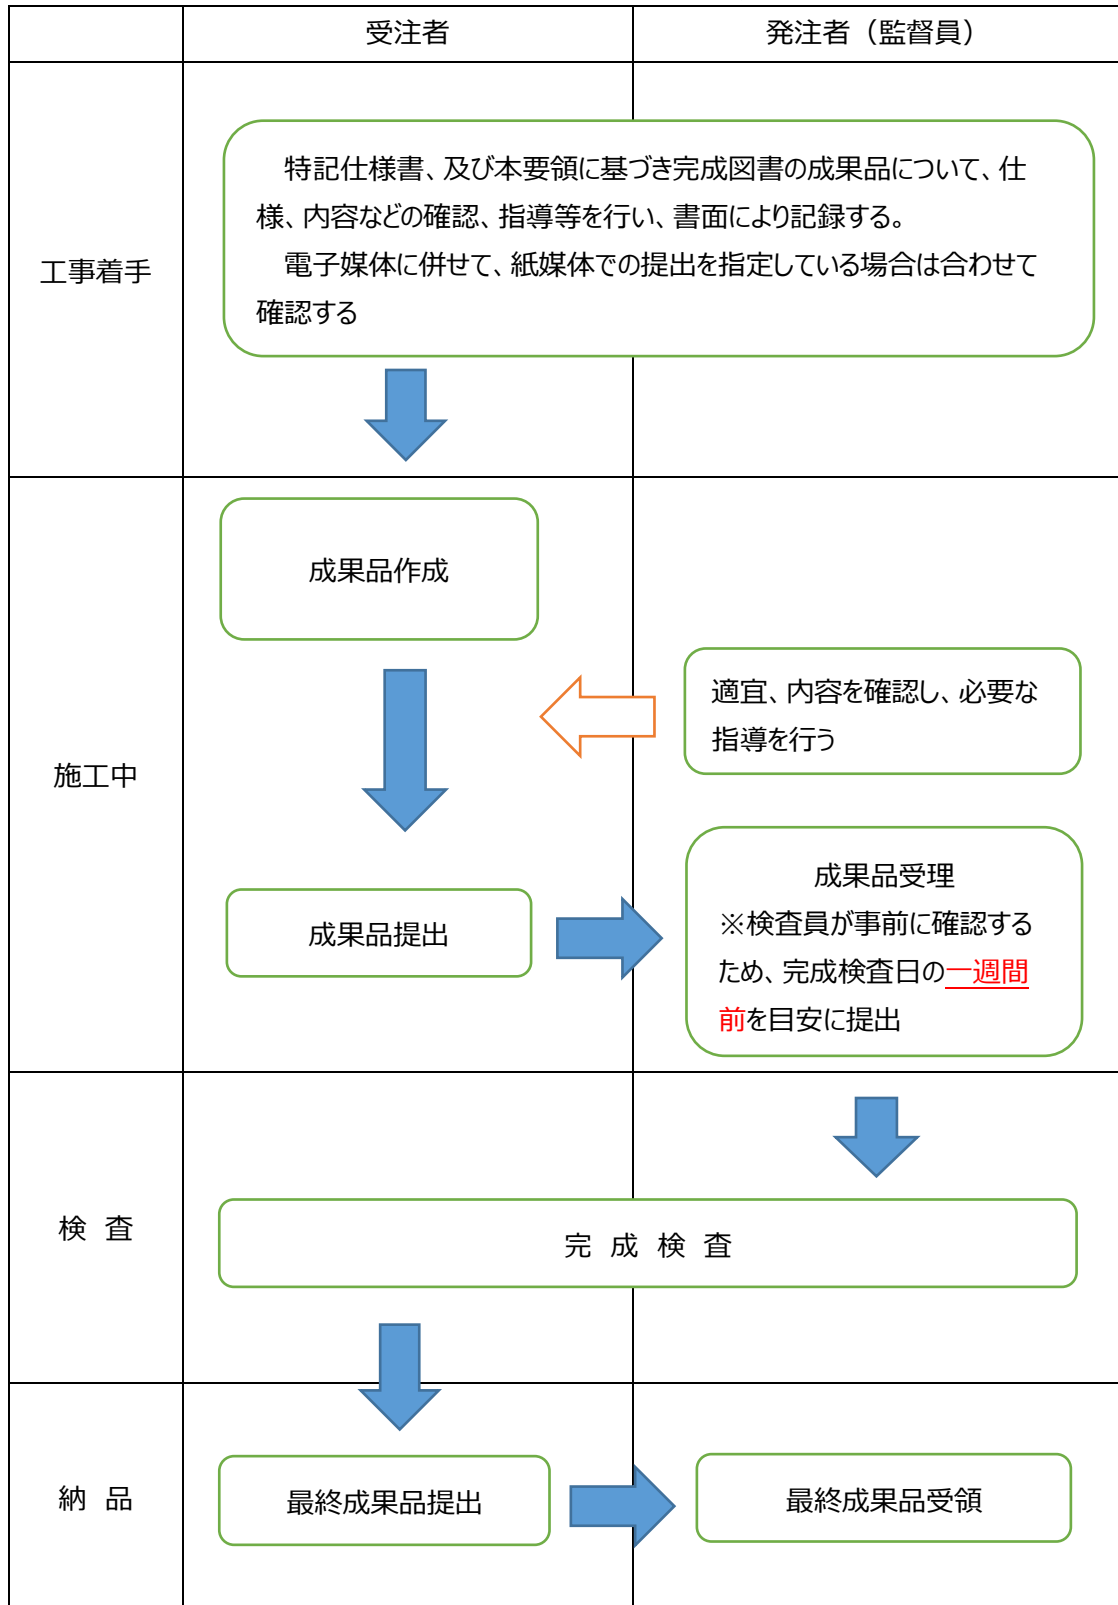 受注者
発注者（監督員）
工事着手
特記仕様書、及び本要領に基づき完成図書の成果品について、仕
様、内容などの確認、指導等を行い、書面により記録する。
電子媒体に併せて、紙媒体での提出を指定している場合は合わせて
確認する
施工中
成果品作成
適宜、内容を確認し、必要な
指導を行う
成果品提出
成果品受理
※検査員が事前に確認する
ため、完成検査日の一週間
前を目安に提出
検 査
完 成 検 査
納 品
最終成果品提出
最終成果品受領